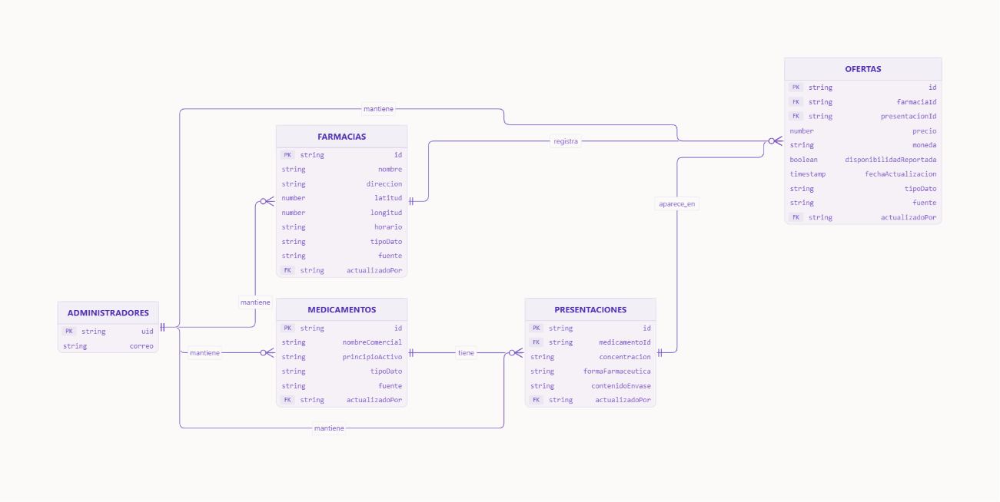 OFERTAS
PK string id
FK string farmaciaId
FK string presentacionId
number precio
string moneda
boolean disponibilidadReportada
timestamp fechaActualizacion
string tipoDato
string fuente
FK string actualizadoPor
mantiene
registra
FARMACIAS
PK string id
string nombre
string direccion
number latitud
number longitud
string horario
string tipoDato
string fuente
FK string actualizadoPor
aparece_en
mantiene
ADMINISTRADORES
PK string uid
string correo
mantiene
MEDICAMENTOS
PK string id
string nombreComercial
string principioActivo
string tipoDato
string fuente
FK string actualizadoPor
tiene
PRESENTACIONES
PK string id
FK string medicamentoId
string concentracion
string formaFarmaceutica
string contenidoEnvase
FK string actualizadoPor
mantiene